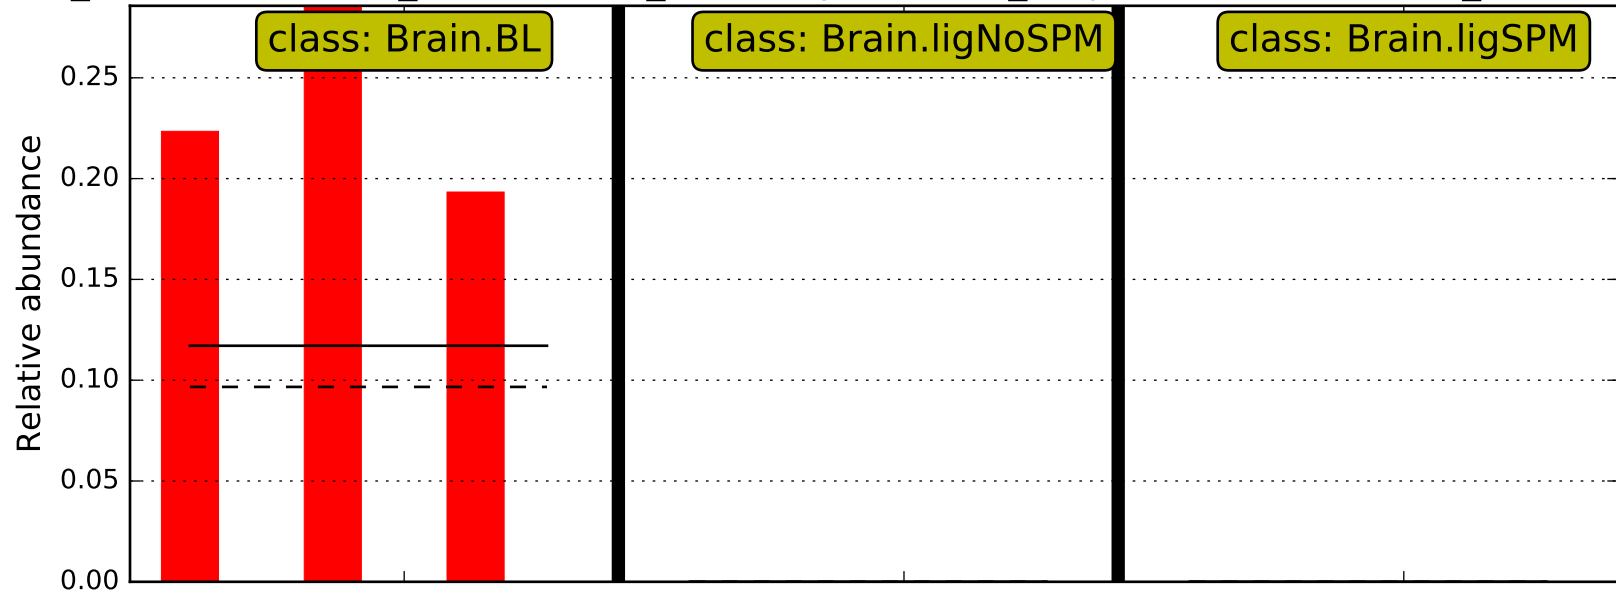 class: Brain.BL
class: Brain.ligNoSPM
class: Brain.ligSPM
0.25
0.20
0.15
0.10
0.05
0.00
Relative abundance